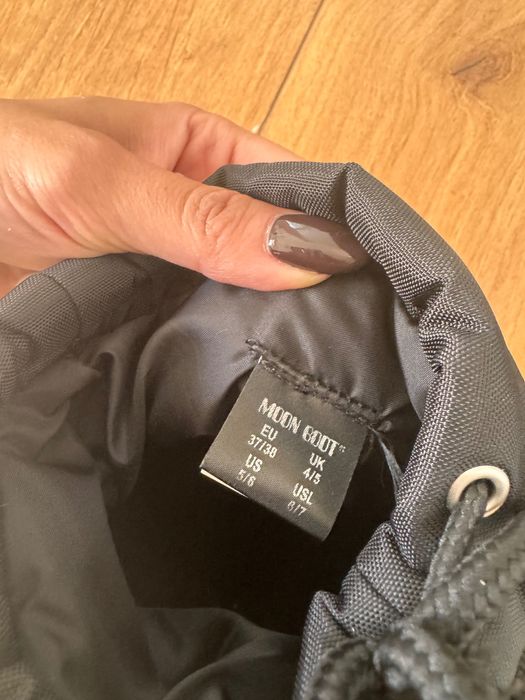 MOON BOOT®
EU UK
37/38 4/5
US USL
5/6 6/7